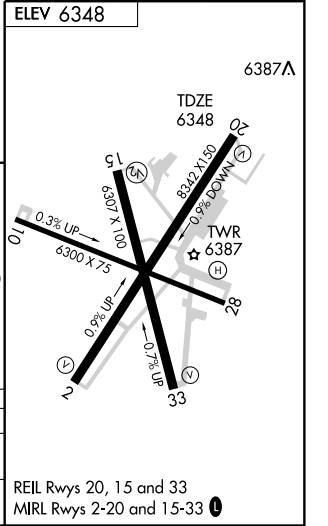 ELEV 6348
6387
TDZE
6348
20
V
15
V2
8342 X150
0.9% DOWN
6307 X 100
TWR
6387
H
0.3% UP
10
6300 X 75
28
0.9% UP
0.7% UP
V
2
V
33
REIL Rwys 20, 15 and 33
MIRL Rwys 2-20 and 15-33 L